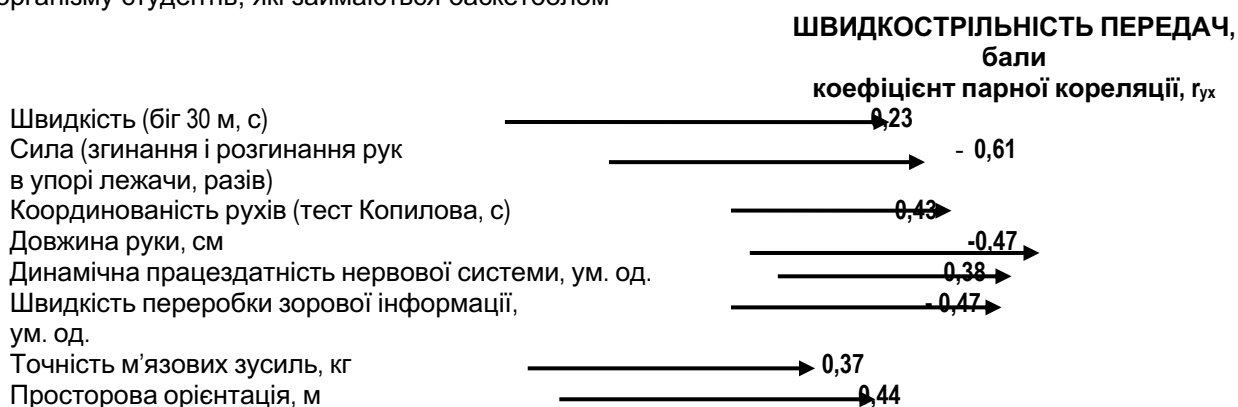 організму студентів, які займаються баскетболом
ШВИДКОСТРІЛЬНІСТЬ ПЕРЕДАЧ,
бали
коефіцієнт парної кореляції, rух
Швидкість (біг 30 м, с) 0,23
Сила (згинання і розгинання рук - 0,61
в упорі лежачи, разів)
Координованість рухів (тест Копилова, с) 0,43
Довжина руки, см -0,47
Динамічна працездатність нервової системи, ум. од. 0,38
Швидкість переробки зорової інформації, - 0,47
ум. од.
Точність м’язових зусиль, кг 0,37
Просторова орієнтація, м 0,44